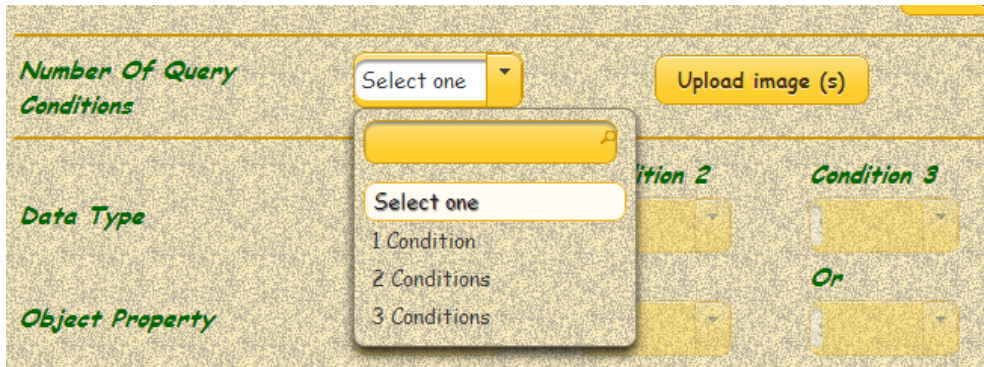 Number Of Query
Conditions
Select one
Upload image (s)
Select one
1 Condition
2 Conditions
3 Conditions
Condition 3
Data Type
Or
Object Property